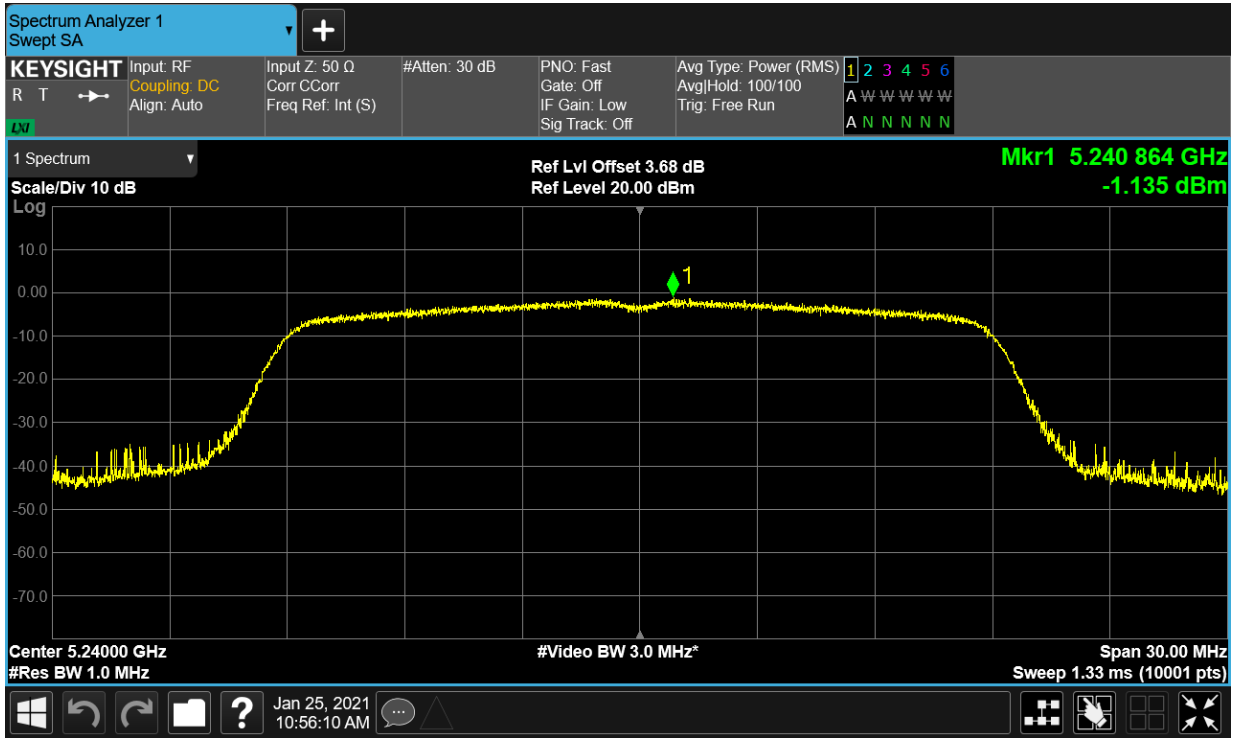 Spectrum Analyzer 1
Swept SA
KEYSIGHT
R T
LXI
Input: RF
Coupling: DC
Align: Auto
Input Z: 50 Ω
Corr CCorr
Freq Ref: Int (S)
#Atten: 30 dB
PNO: Fast
Gate: Off
IF Gain: Low
Sig Track: Off
Avg Type: Power (RMS)
Avg|Hold: 100/100
Trig: Free Run
1 2 3 4 5 6
A W W W W W
A N N N N N
1 Spectrum
Scale/Div 10 dB
Ref Lvl Offset 3.68 dB
Ref Level 20.00 dBm
Mkr1 5.240 864 GHz
-1.135 dBm
Log
10.0
0.00
-10.0
-20.0
-30.0
-40.0
-50.0
-60.0
-70.0
1
Center 5.24000 GHz
#Res BW 1.0 MHz
#Video BW 3.0 MHz*
Span 30.00 MHz
Sweep 1.33 ms (10001 pts)
?
Jan 25, 2021
10:56:10 AM